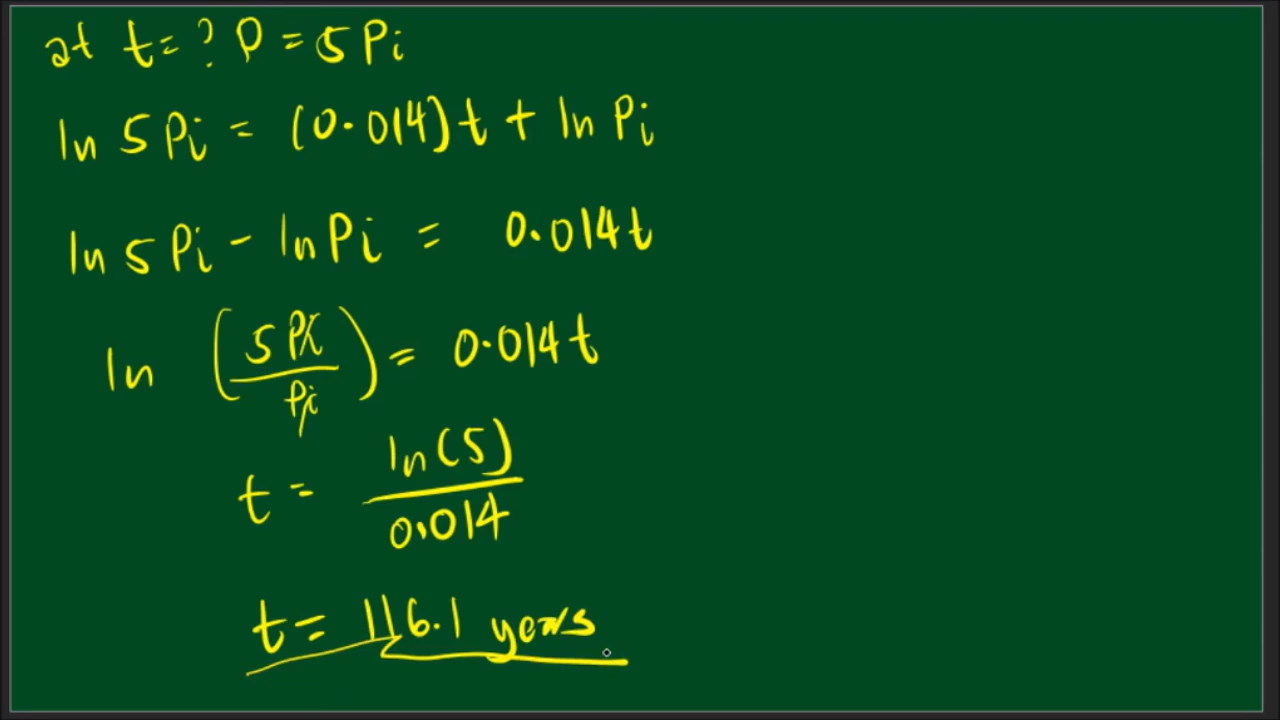 at t = ? P = 5Pi
ln 5Pi = (0.014)t + ln Pi
ln 5Pi - ln Pi = 0.014t
ln (5Pi/Pi) = 0.014t
t = ln(5)/0.014
t = 116.1 years